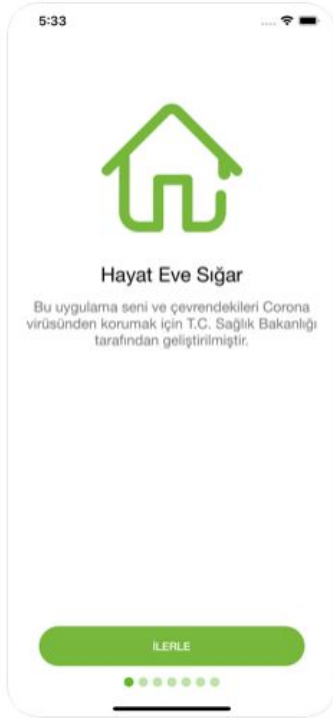 5:33
Hayat Eve Sığar
Bu uygulama seni ve çevrendekileri Corona
virüsünden korumak için T.C. Sağlık Bakanlığı
tarafından geliştirilmiştir.
İLERLE